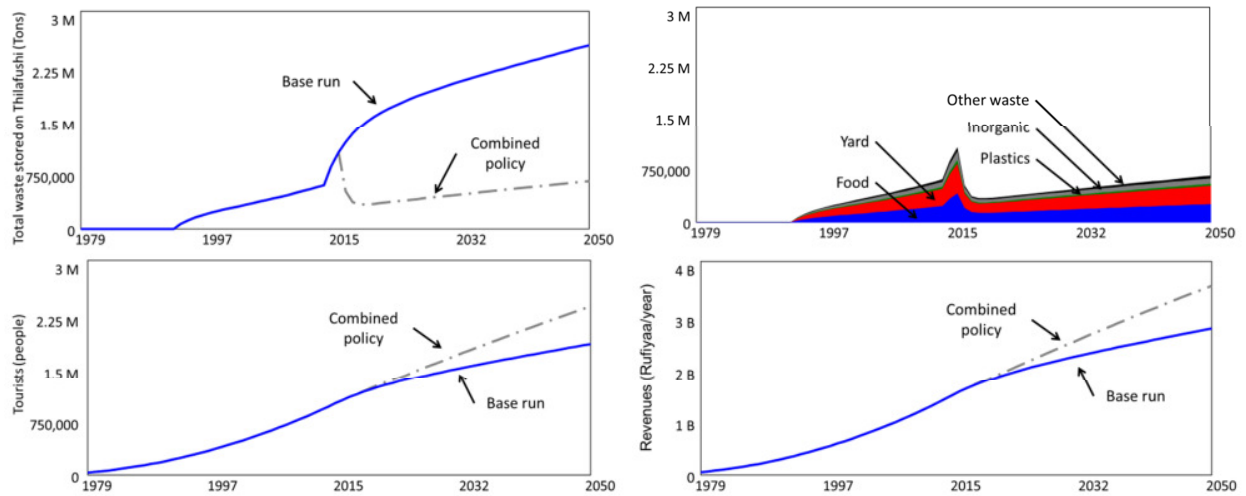 Total waste stored on Thilafushi (Tons)
3 M
2.25 M
1.5 M
750,000
0
Base run
Combined
policy
1979
1997
2015
2032
2050
3 M
2.25 M
1.5 M
750,000
0
Other waste
Inorganic
Plastics
Yard
Food
1979
1997
2015
2032
2050
Tourists (people)
3 M
2.25 M
1.5 M
750,000
0
Combined
policy
Base run
1979
1997
2015
2032
2050
Revenues (Rufiyaa/year)
4 B
3 B
2 B
1 B
0
Combined
policy
Base run
1979
1997
2015
2032
2050